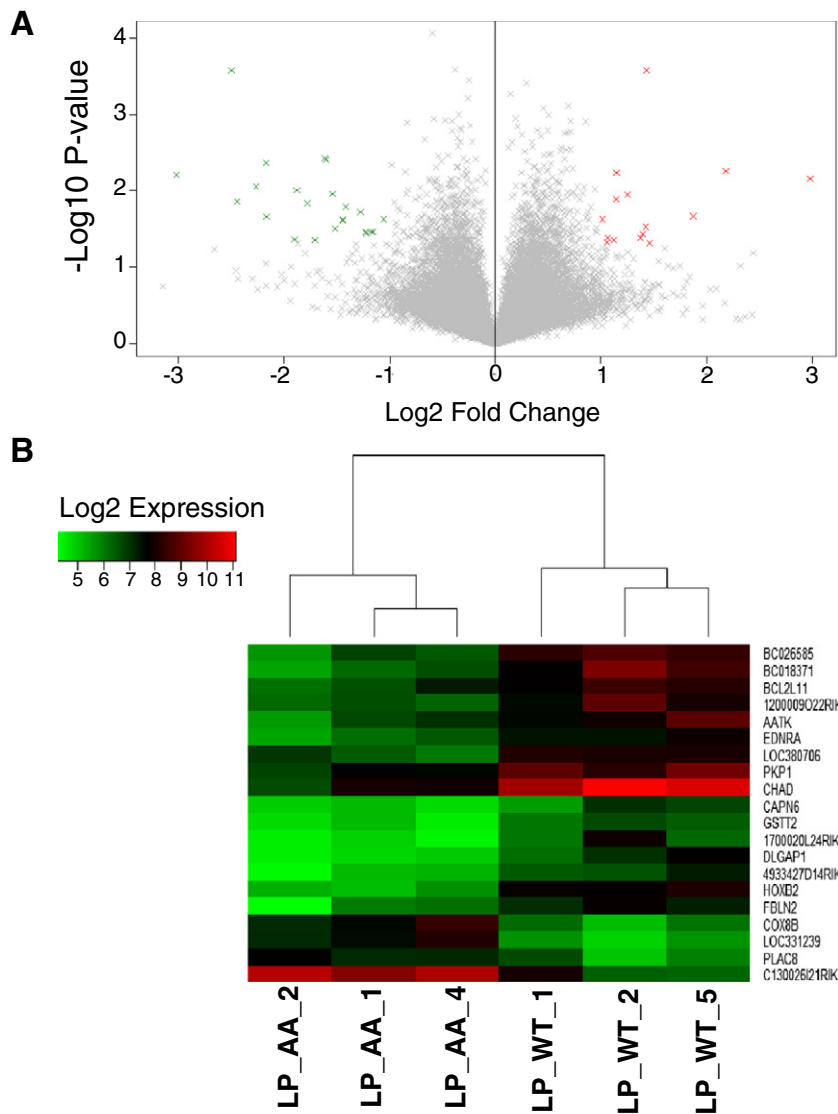 A
-Log10 P-value
4
3
2
1
0
-3 -2 -1 0 1 2 3
Log2 Fold Change
B
Log2 Expression
5 6 7 8 9 10 11
BC026585
BC018371
BCL2L11
1200009O22RIK
AATK
EDNRA
LOC380706
PKP1
CHAD
CAPN6
GSTT2
1700020L24RIK
DLGAP1
4933427D14RIK
HOXB2
FBLN2
COX8B
LOC331239
PLAC8
C130026I21RIK
LP_AA_2
LP_AA_1
LP_AA_4
LP_WT_1
LP_WT_2
LP_WT_5